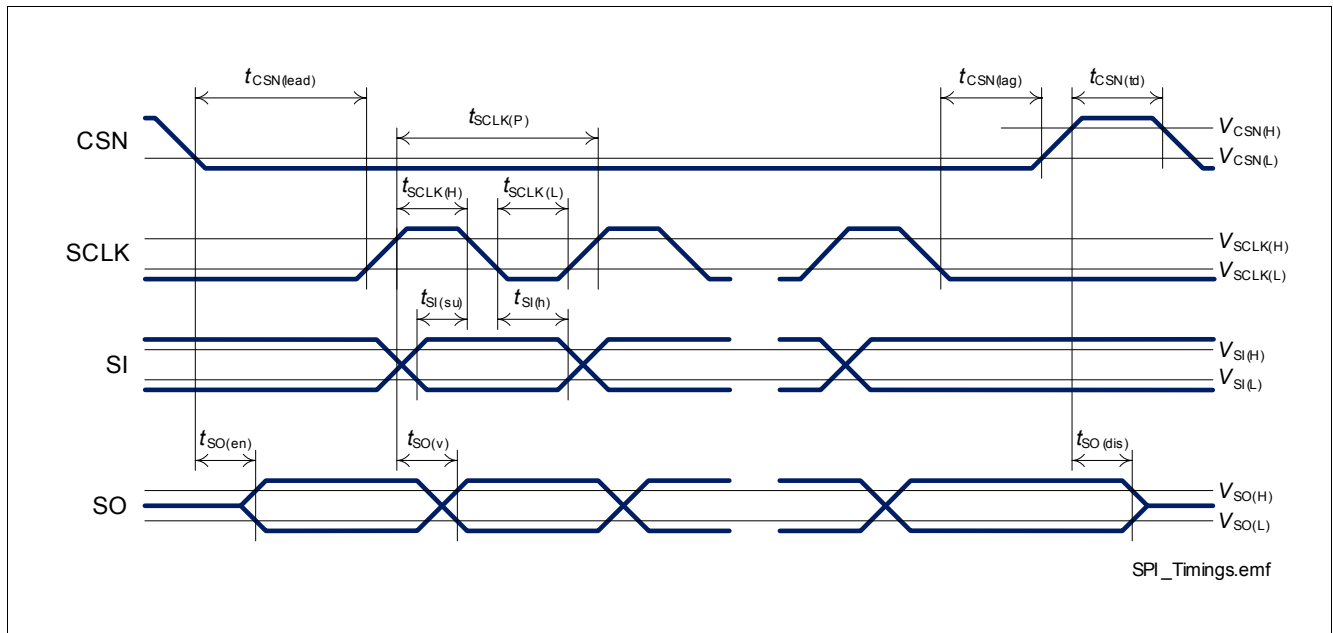 tCSN(lead)
tCSN(lag)
tCSN(td)
tSCLK(P)
CSN
VCSN(H)
VCSN(L)
tSCLK(H)
tSCLK(L)
SCLK
VSCLK(H)
VSCLK(L)
tSI(su)
tSI(h)
SI
VSI(H)
VSI(L)
tSO(en)
tSO(v)
tSO(dis)
SO
VSO(H)
VSO(L)
SPI_Timings.emf